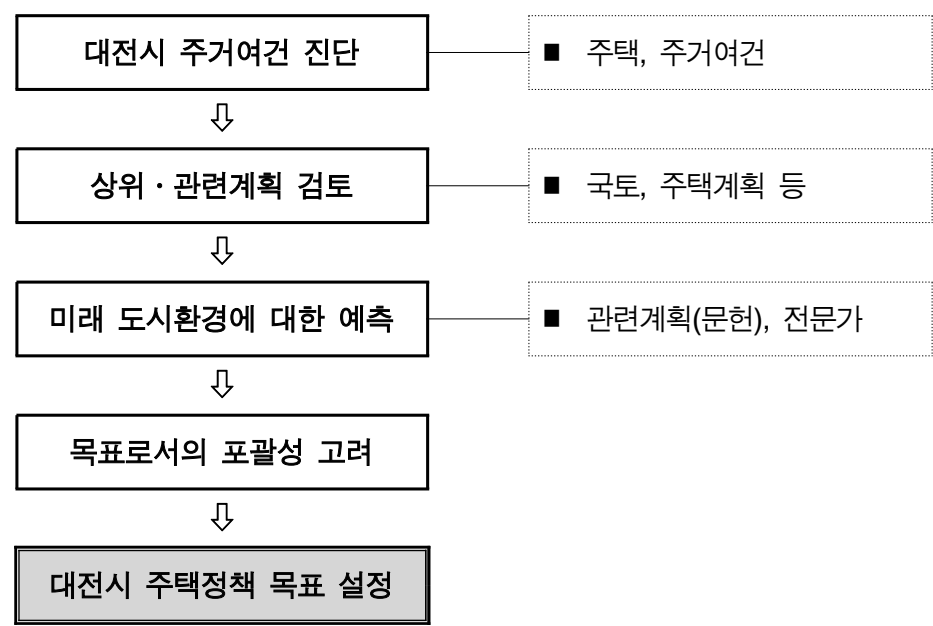 대전시 주거여건 진단
■ 주택, 주거여건
상위·관련계획 검토
■ 국토, 주택계획 등
미래 도시환경에 대한 예측
■ 관련계획(문헌), 전문가
목표로서의 포괄성 고려
대전시 주택정책 목표 설정